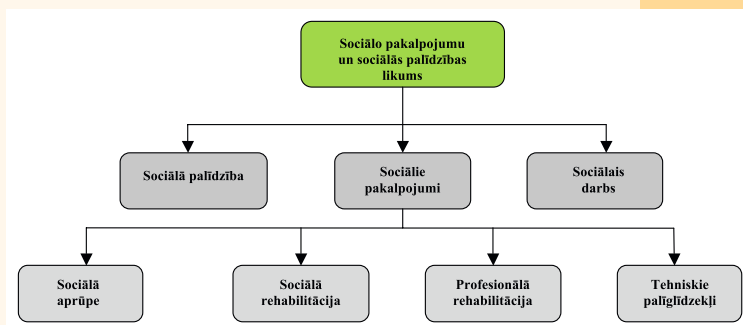 Sociālo pakalpojumu
un sociālās palīdzības
likums
Sociālā palīdzība
Sociālie
pakalpojumi
Sociālais
darbs
Sociālā
aprūpe
Sociālā
rehabilitācija
Profesionālā
rehabilitācija
Tehniskie
palīglīdzekļi